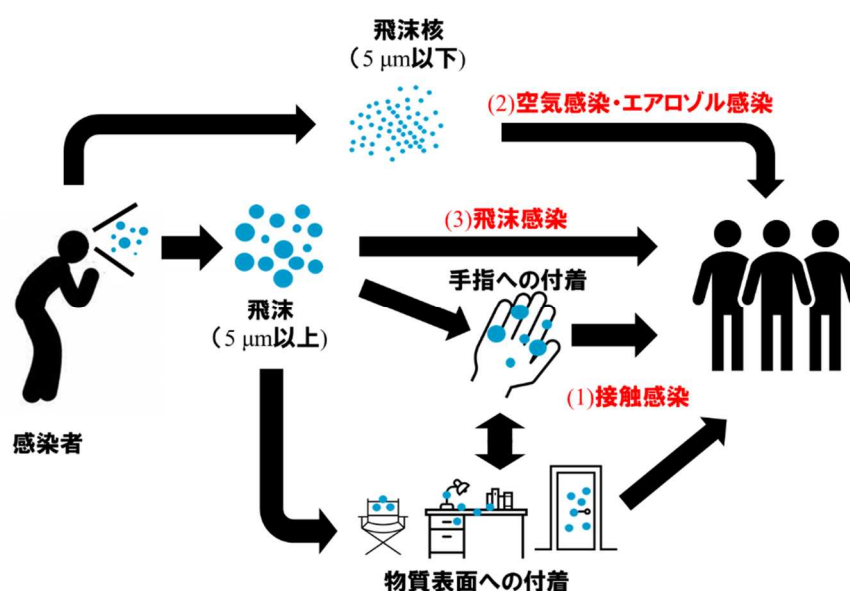 飛沫核
(5 μm以下)
(2)空気感染・エアロゾル感染
(3)飛沫感染
手指への付着
飛沫
(5 μm以上)
(1)接触感染
感染者
物質表面への付着